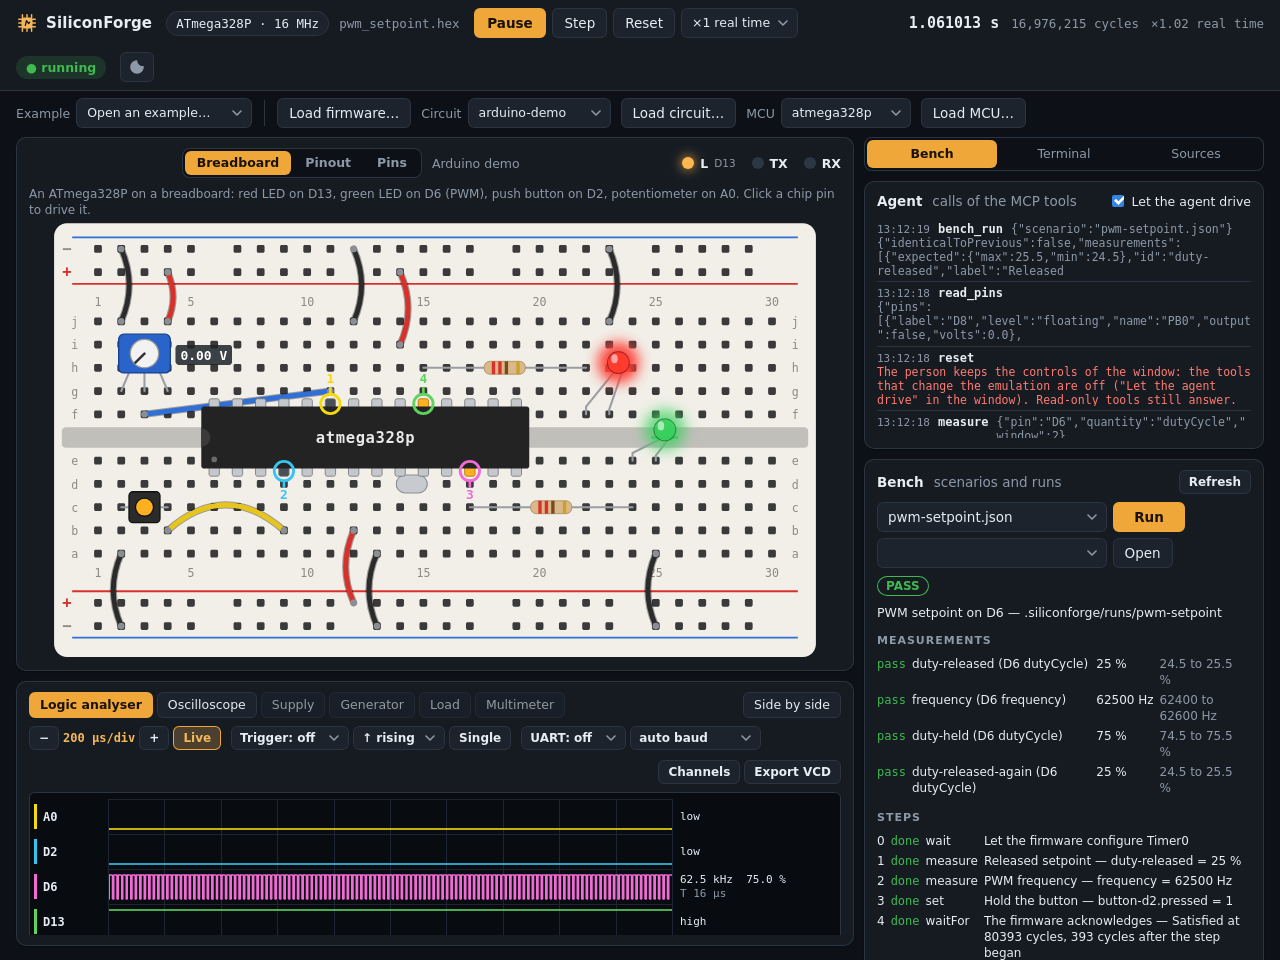 SiliconForge ATmega328P · 16 MHz pwm_setpoint.hex Pause Step Reset ×1 real time 1.061013 s 16,976,215 cycles ×1.02 real time
● running
Example Open an example… Load firmware… Circuit arduino-demo Load circuit… MCU atmega328p Load MCU…
Breadboard Pinout Pins Arduino demo L D13 TX RX
An ATmega328P on a breadboard: red LED on D13, green LED on D6 (PWM), push button on D2, potentiometer on A0. Click a chip pin
to drive it.
−
+
1 5 10 15 20 25 30
j j
i i
0.00 V
h h
1 4
g g
f f
atmega328p
e e
d d
2 3
c c
b b
a a
1 5 10 15 20 25 30
+
−
Logic analyser Oscilloscope Supply Generator Load Multimeter Side by side
− 200 µs/div + Live Trigger: off ↑ rising Single UART: off auto baud
Channels Export VCD
A0 low
D2 low
D6 62.5 kHz 75.0 %
T 16 µs
D13 high
Bench Terminal Sources
Agent calls of the MCP tools Let the agent drive
13:12:19 bench_run {"scenario":"pwm-setpoint.json"}
{"identicalToPrevious":false,"measurements":
[{"expected":{"max":25.5,"min":24.5},"id":"duty-
released","label":"Released
13:12:18 read_pins
{"pins":
[{"label":"D8","level":"floating","name":"PB0","output
":false,"volts":0.0},
13:12:18 reset
The person keeps the controls of the window: the tools
that change the emulation are off ("Let the agent
drive" in the window). Read-only tools still answer.
13:12:18 measure {"pin":"D6","quantity":"dutyCycle","
window":2}
Bench scenarios and runs Refresh
pwm-setpoint.json Run
Open
PASS
PWM setpoint on D6 — .siliconforge/runs/pwm-setpoint
MEASUREMENTS
pass duty-released (D6 dutyCycle) 25 % 24.5 to 25.5
%
pass frequency (D6 frequency) 62500 Hz 62400 to
62600 Hz
pass duty-held (D6 dutyCycle) 75 % 74.5 to 75.5
%
pass duty-released-again (D6 25 % 24.5 to 25.5
dutyCycle) %
STEPS
0 done wait Let the firmware configure Timer0
1 done measure Released setpoint — duty-released = 25 %
2 done measure PWM frequency — frequency = 62500 Hz
3 done set Hold the button — button-d2.pressed = 1
4 done waitFor The firmware acknowledges — Satisfied at
80393 cycles, 393 cycles after the step
began